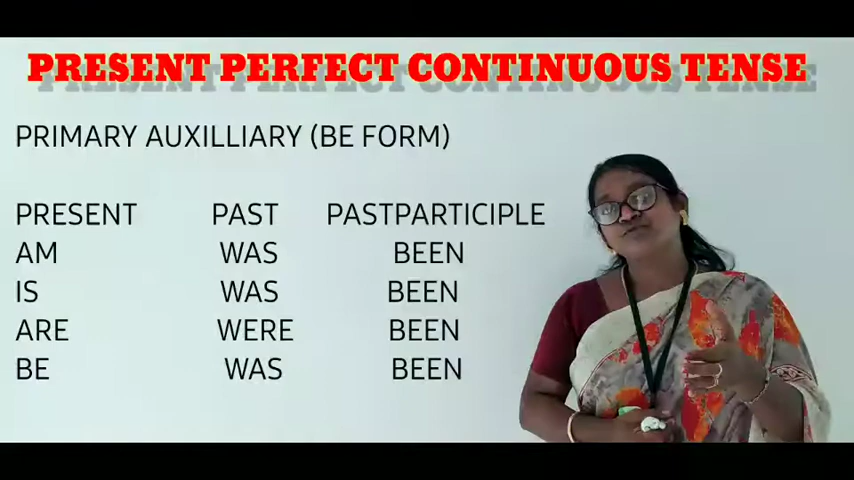 PRESENT PERFECT CONTINUOUS TENSE
PRIMARY AUXILLIARY (BE FORM)
PRESENT PAST PASTPARTICIPLE
AM WAS BEEN
IS WAS BEEN
ARE WERE BEEN
BE WAS BEEN